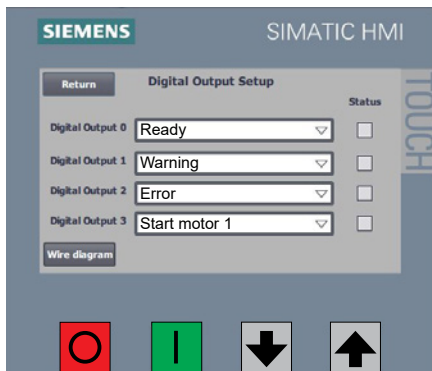 SIEMENS SIMATIC HMI
TOUCH
Return Digital Output Setup
Status
Digital Output 0 Ready
Digital Output 1 Warning
Digital Output 2 Error
Digital Output 3 Start motor 1
Wire diagram